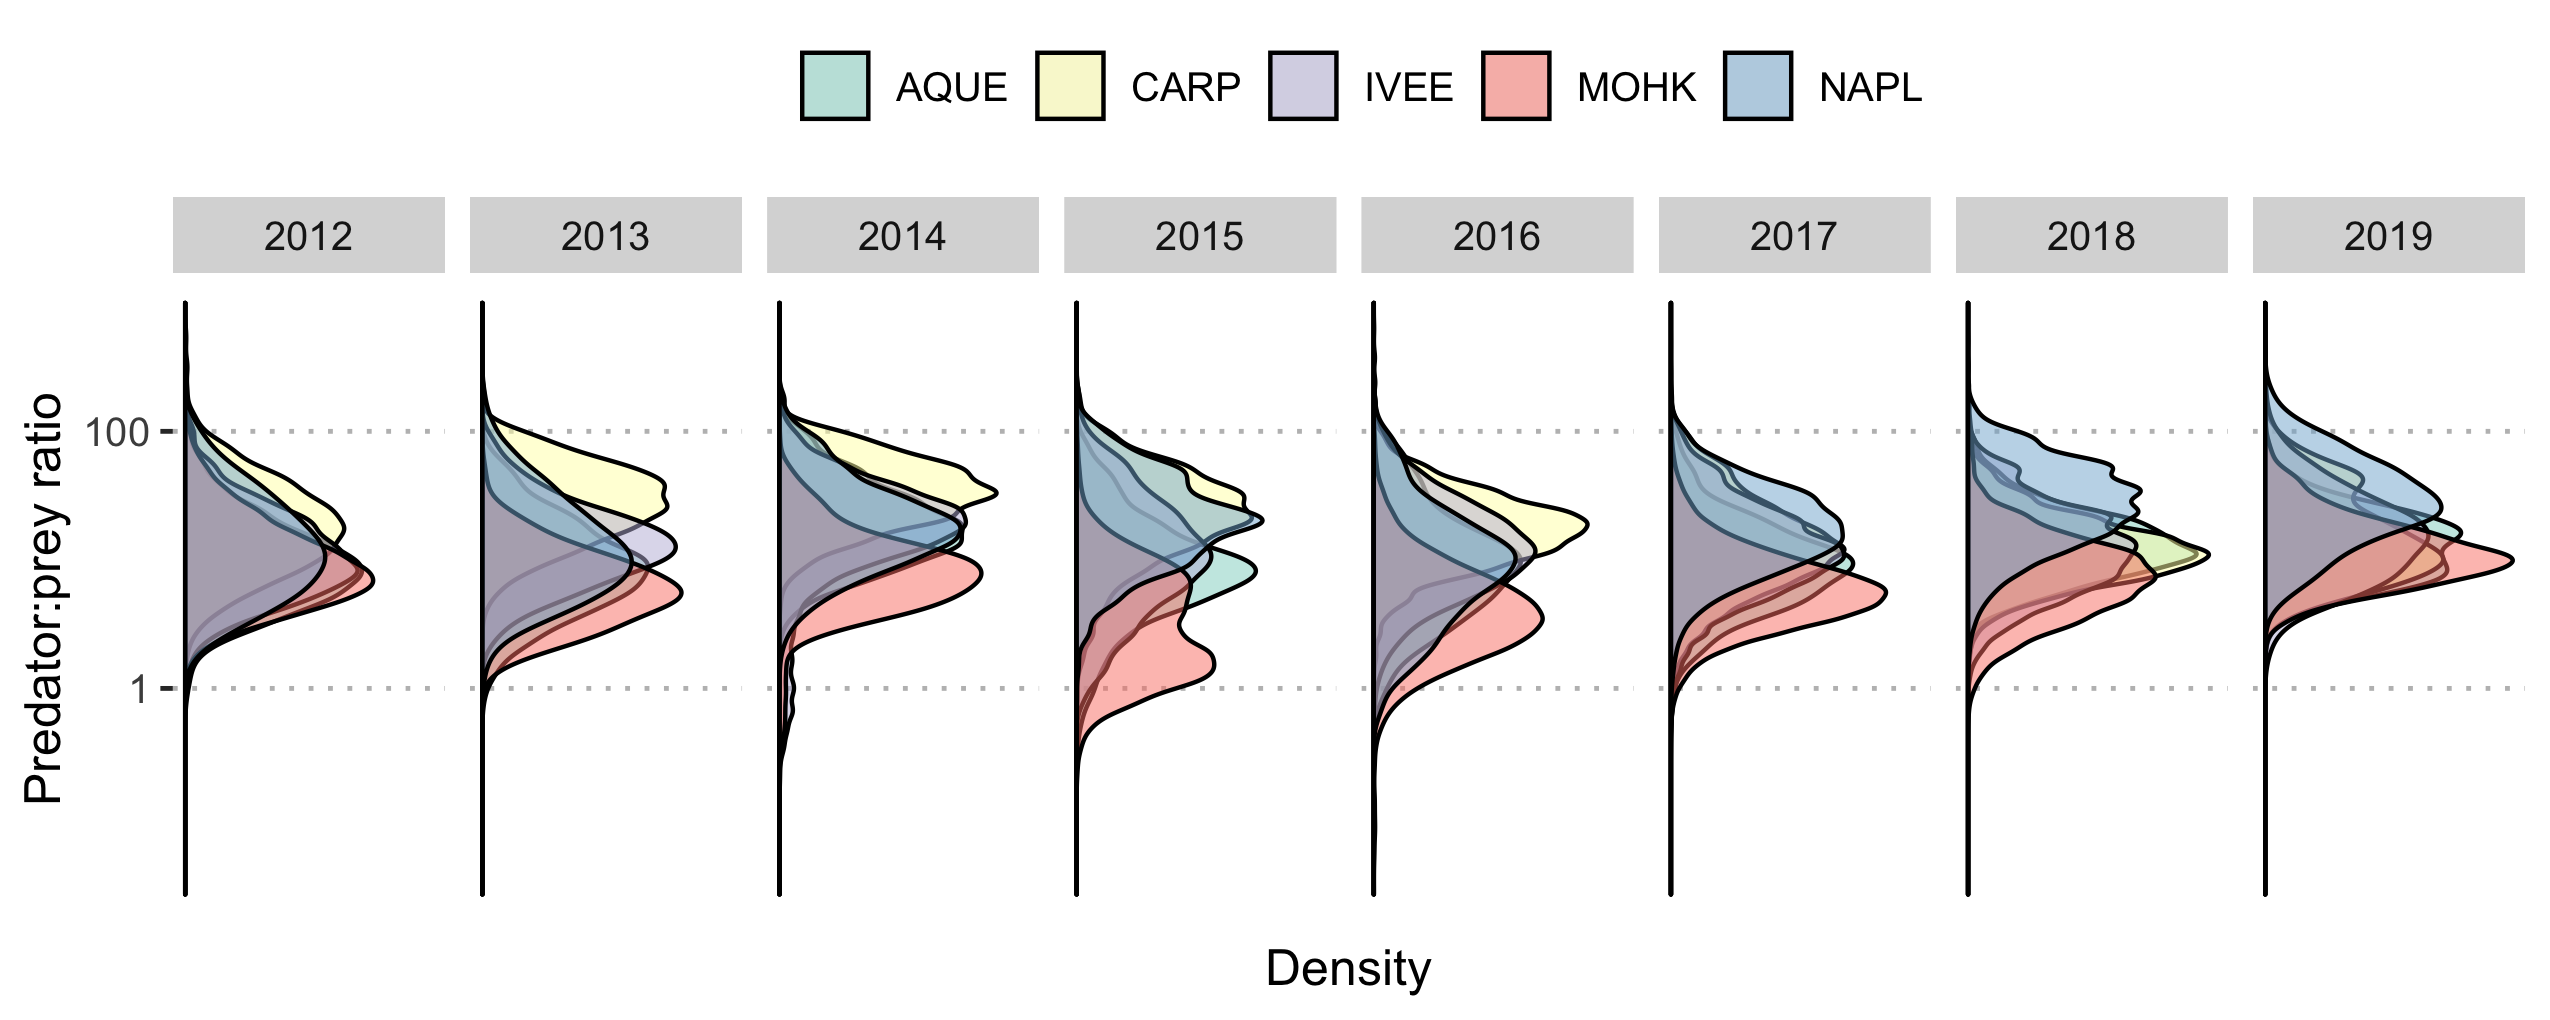 AQUE CARP IVEE MOHK NAPL
2012 2013 2014 2015 2016 2017 2018 2019
Predator:prey ratio
100
1
Density